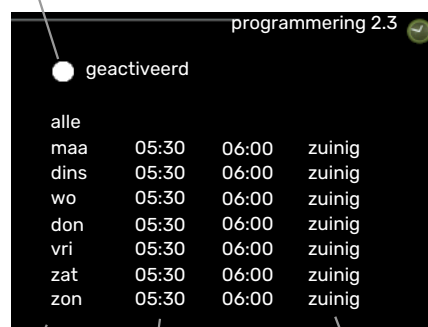 programmering 2.3
geactiveerd
alle
maa 05:30 06:00 zuinig
dins 05:30 06:00 zuinig
wo 05:30 06:00 zuinig
don 05:30 06:00 zuinig
vri 05:30 06:00 zuinig
zat 05:30 06:00 zuinig
zon 05:30 06:00 zuinig